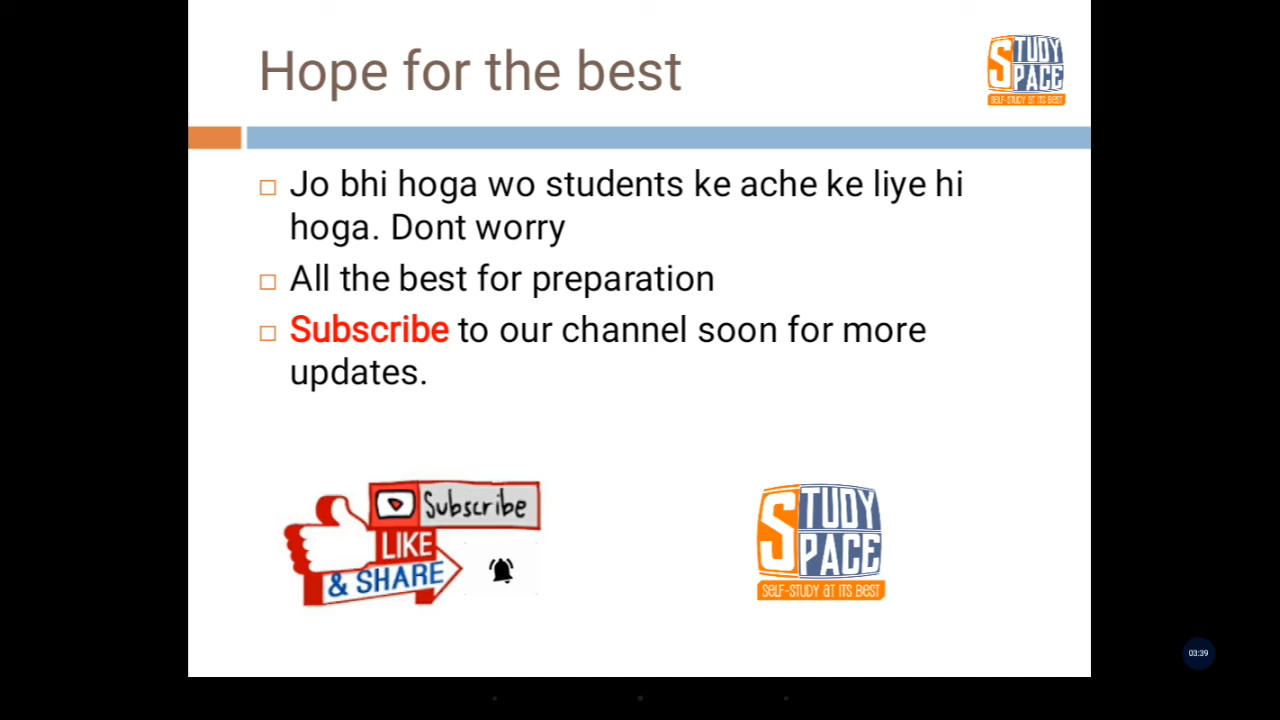 Hope for the best
STUDY
SPACE
SELF-STUDY AT ITS BEST
Jo bhi hoga wo students ke ache ke liye hi
hoga. Dont worry
All the best for preparation
Subscribe to our channel soon for more
updates.
Subscribe
LIKE
& SHARE
STUDY
SPACE
SELF-STUDY AT ITS BEST
03:39